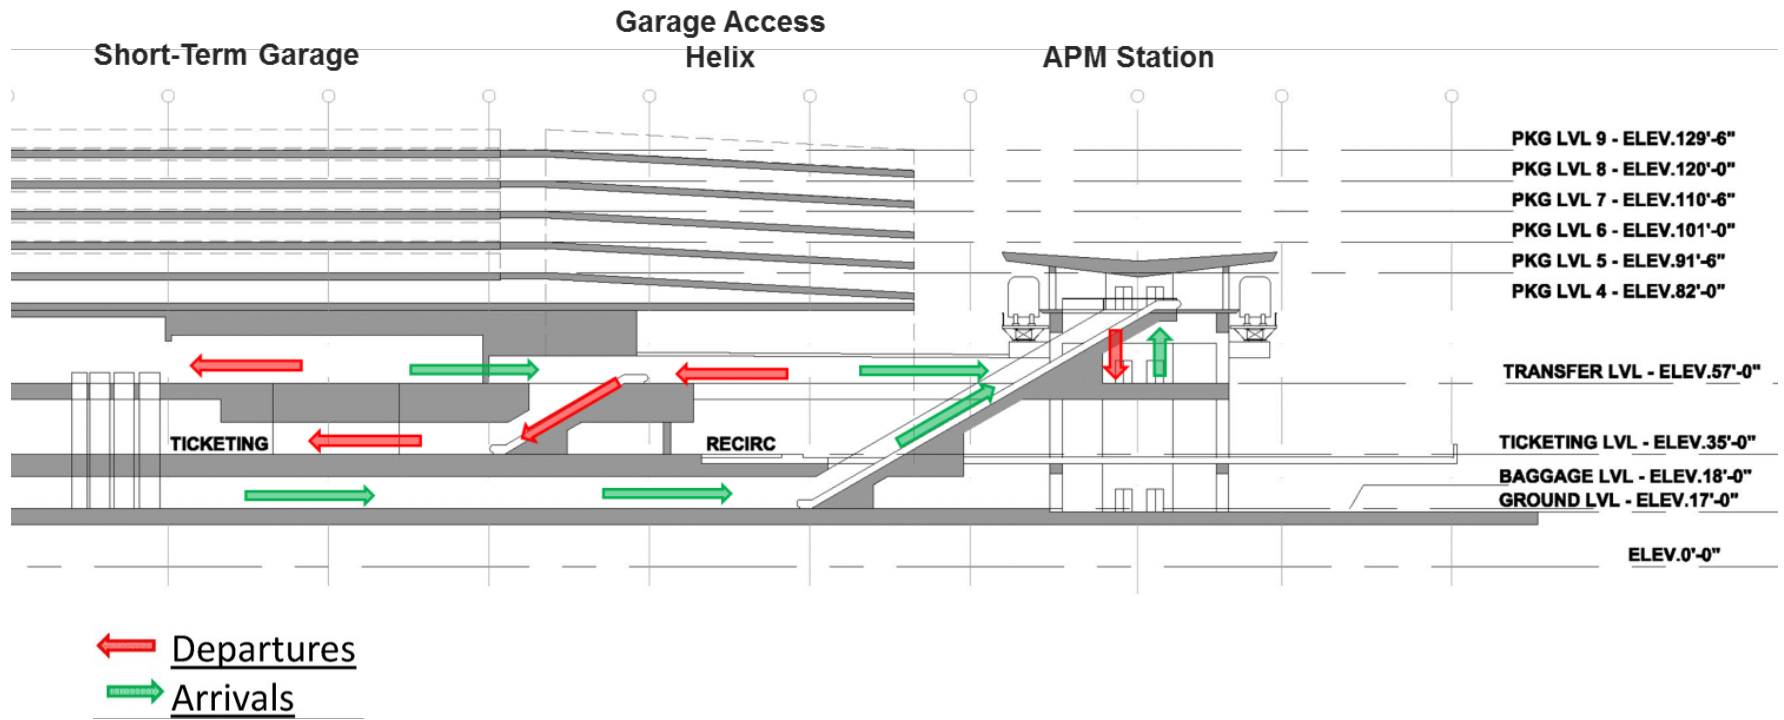 Garage Access
Helix
Short-Term Garage
APM Station
PKG LVL 9 - ELEV.129'-6"
PKG LVL 8 - ELEV.120'-0"
PKG LVL 7 - ELEV.110'-6"
PKG LVL 6 - ELEV.101'-0"
PKG LVL 5 - ELEV.91'-6"
PKG LVL 4 - ELEV.82'-0"
TRANSFER LVL - ELEV.57'-0"
TICKETING
RECIRC
TICKETING LVL - ELEV.35'-0"
BAGGAGE LVL - ELEV.18'-0"
GROUND LVL - ELEV.17'-0"
ELEV.0'-0"
Departures
Arrivals